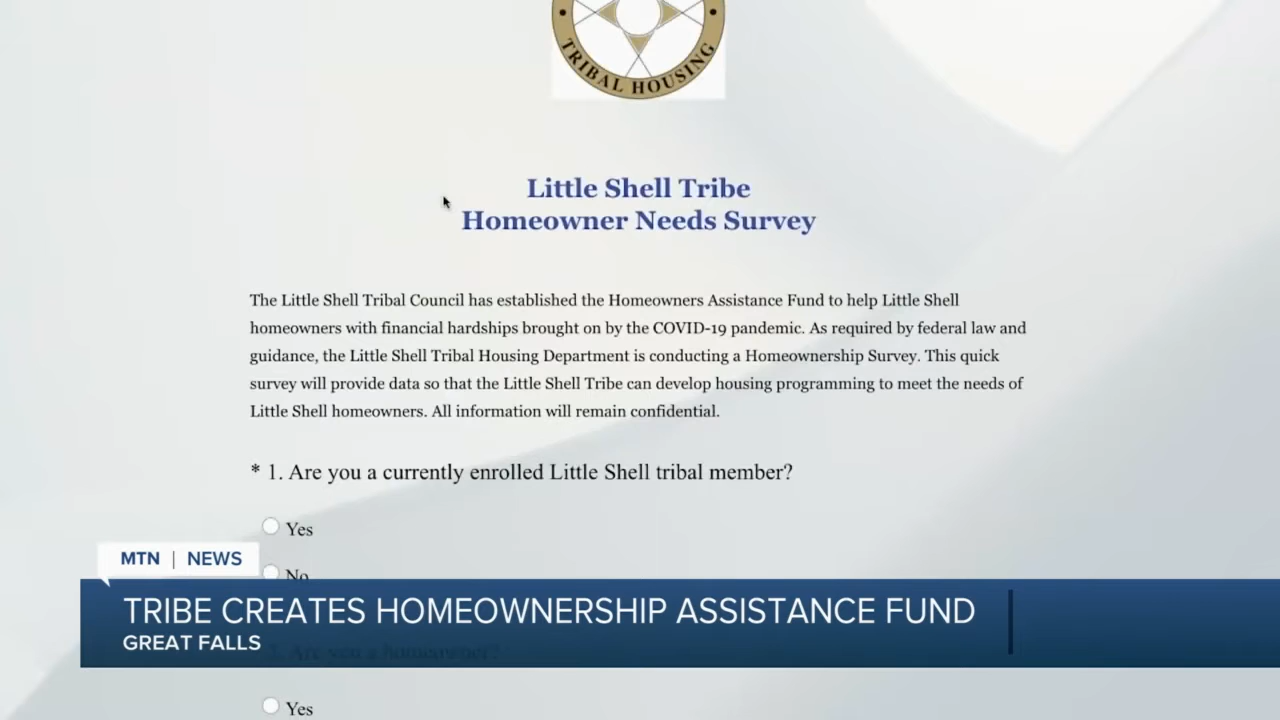 TRIBAL HOUSING
Little Shell Tribe
Homeowner Needs Survey
The Little Shell Tribal Council has established the Homeowners Assistance Fund to help Little Shell
homeowners with financial hardships brought on by the COVID-19 pandemic. As required by federal law and
guidance, the Little Shell Tribal Housing Department is conducting a Homeownership Survey. This quick
survey will provide data so that the Little Shell Tribe can develop housing programming to meet the needs of
Little Shell homeowners. All information will remain confidential.
* 1. Are you a currently enrolled Little Shell tribal member?
Yes
No
MTN | NEWS
TRIBE CREATES HOMEOWNERSHIP ASSISTANCE FUND
GREAT FALLS
2. Are you a homeowner?
Yes